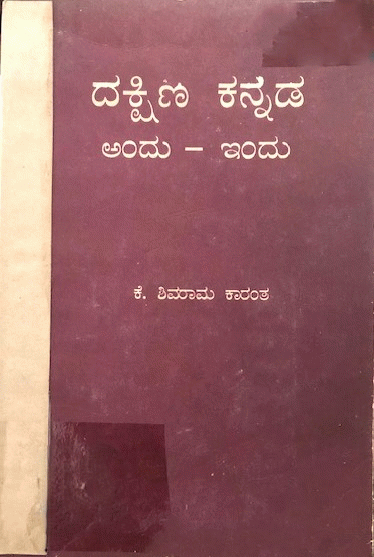 ದಕ್ಷಿಣ ಕನ್ನಡ
ಅಂದು – ಇಂದು
ಕೆ. ಶಿವರಾಮ ಕಾರಂತ